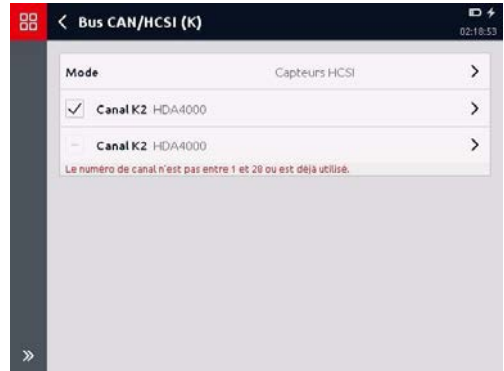 Bus CAN/HCSI (K)
02:18:53
Mode Capteurs HCSI
Canal K2 HDA4000
Canal K2 HDA4000
Le numéro de canal n'est pas entre 1 et 28 ou est déjà utilisé.